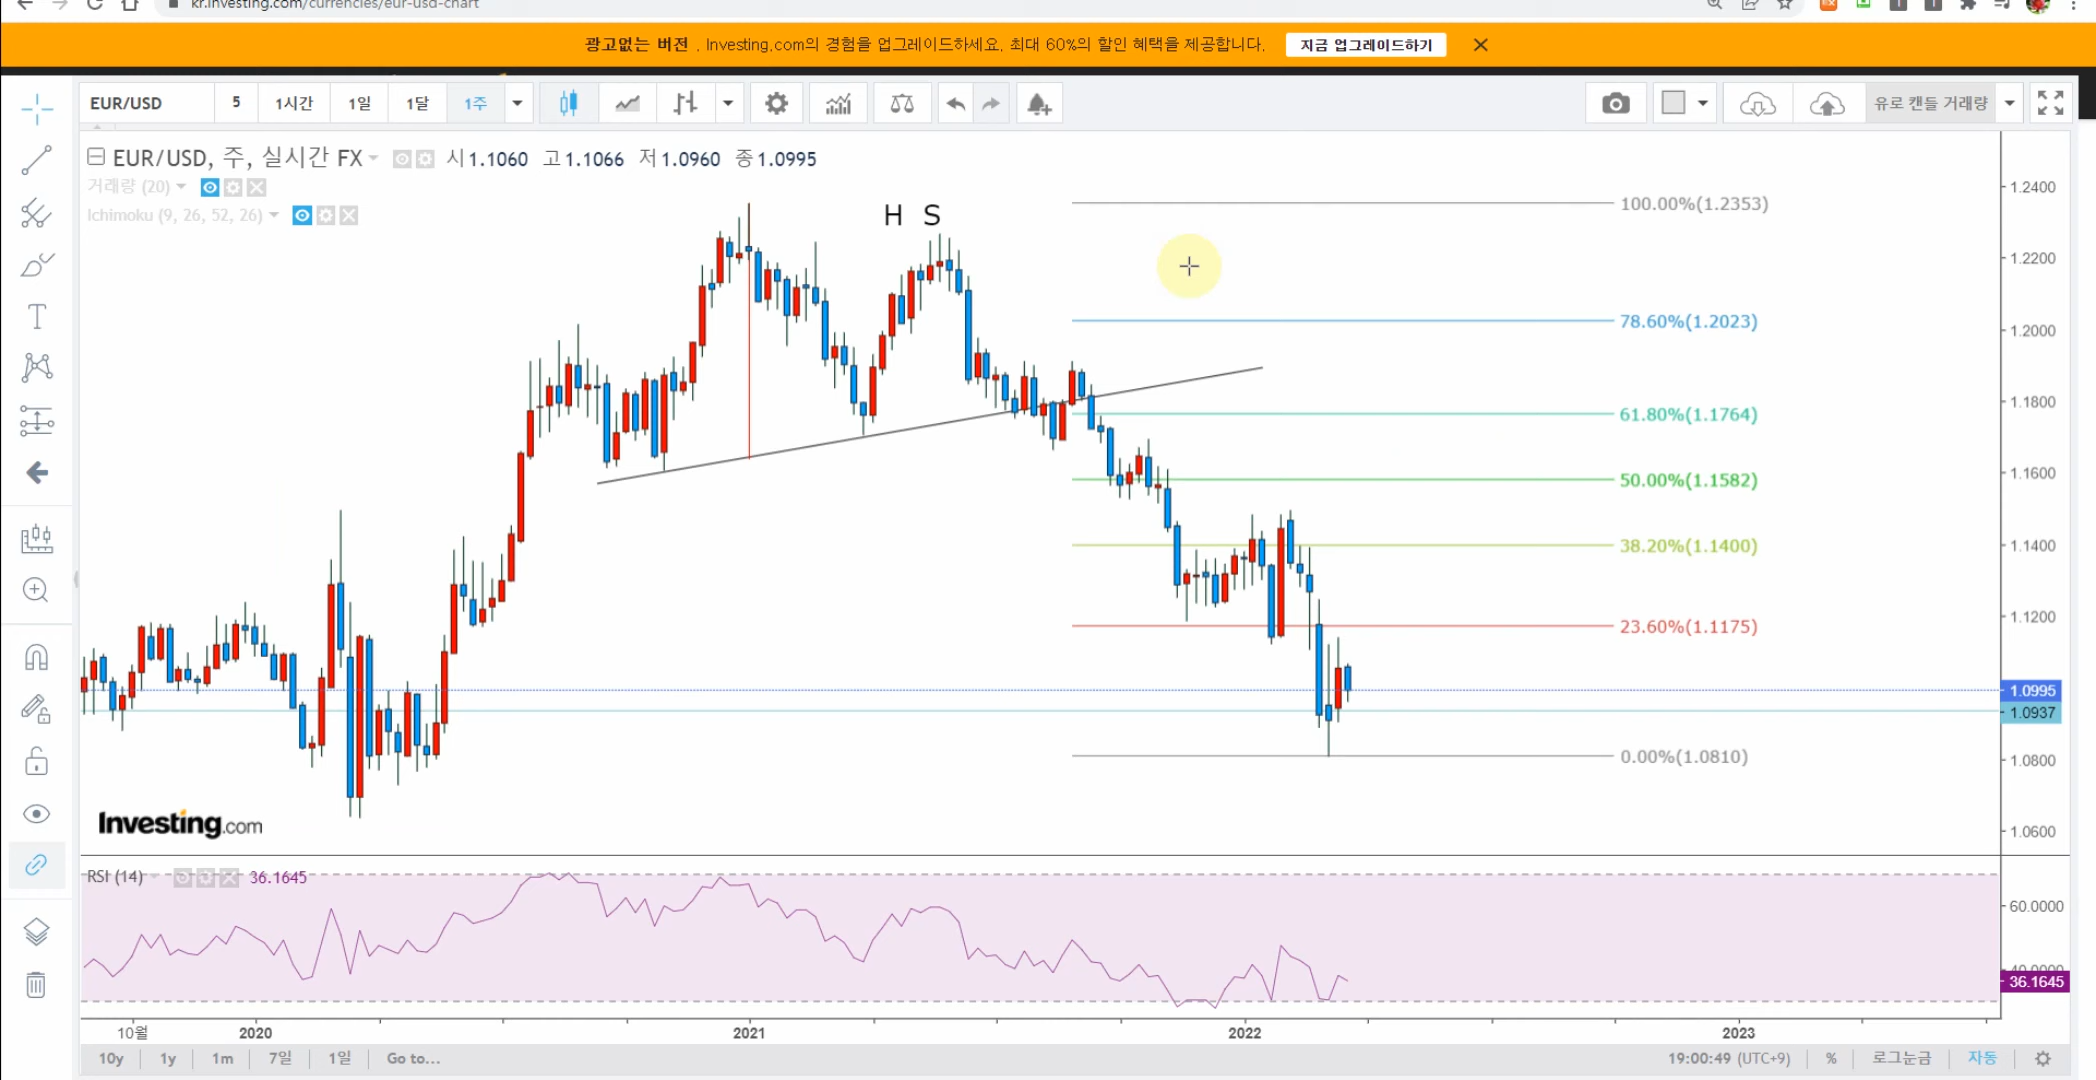 kr.investing.com/currencies/eur-usd-chart
광고없는 버전 . Investing.com의 경험을 업그레이드하세요. 최대 60%의 할인 혜택을 제공합니다. 지금 업그레이드하기
EUR/USD 5 1시간 1일 1달 1주 유로 캔들 거래량
EUR/USD, 주, 실시간 FX 시1.1060 고1.1066 저1.0960 종1.0995
거래량 (20)
Ichimoku (9, 26, 52, 26)
H S
100.00%(1.2353)
78.60%(1.2023)
61.80%(1.1764)
50.00%(1.1582)
38.20%(1.1400)
23.60%(1.1175)
0.00%(1.0810)
1.2400
1.2200
1.2000
1.1800
1.1600
1.1400
1.1200
1.0995
1.0937
1.0800
1.0600
Investing.com
RSI (14) 36.1645
60.0000
40.0000
36.1645
10월 2020 2021 2022 2023
10y 1y 1m 7일 1일 Go to... 19:00:49 (UTC+9) % 로그눈금 자동